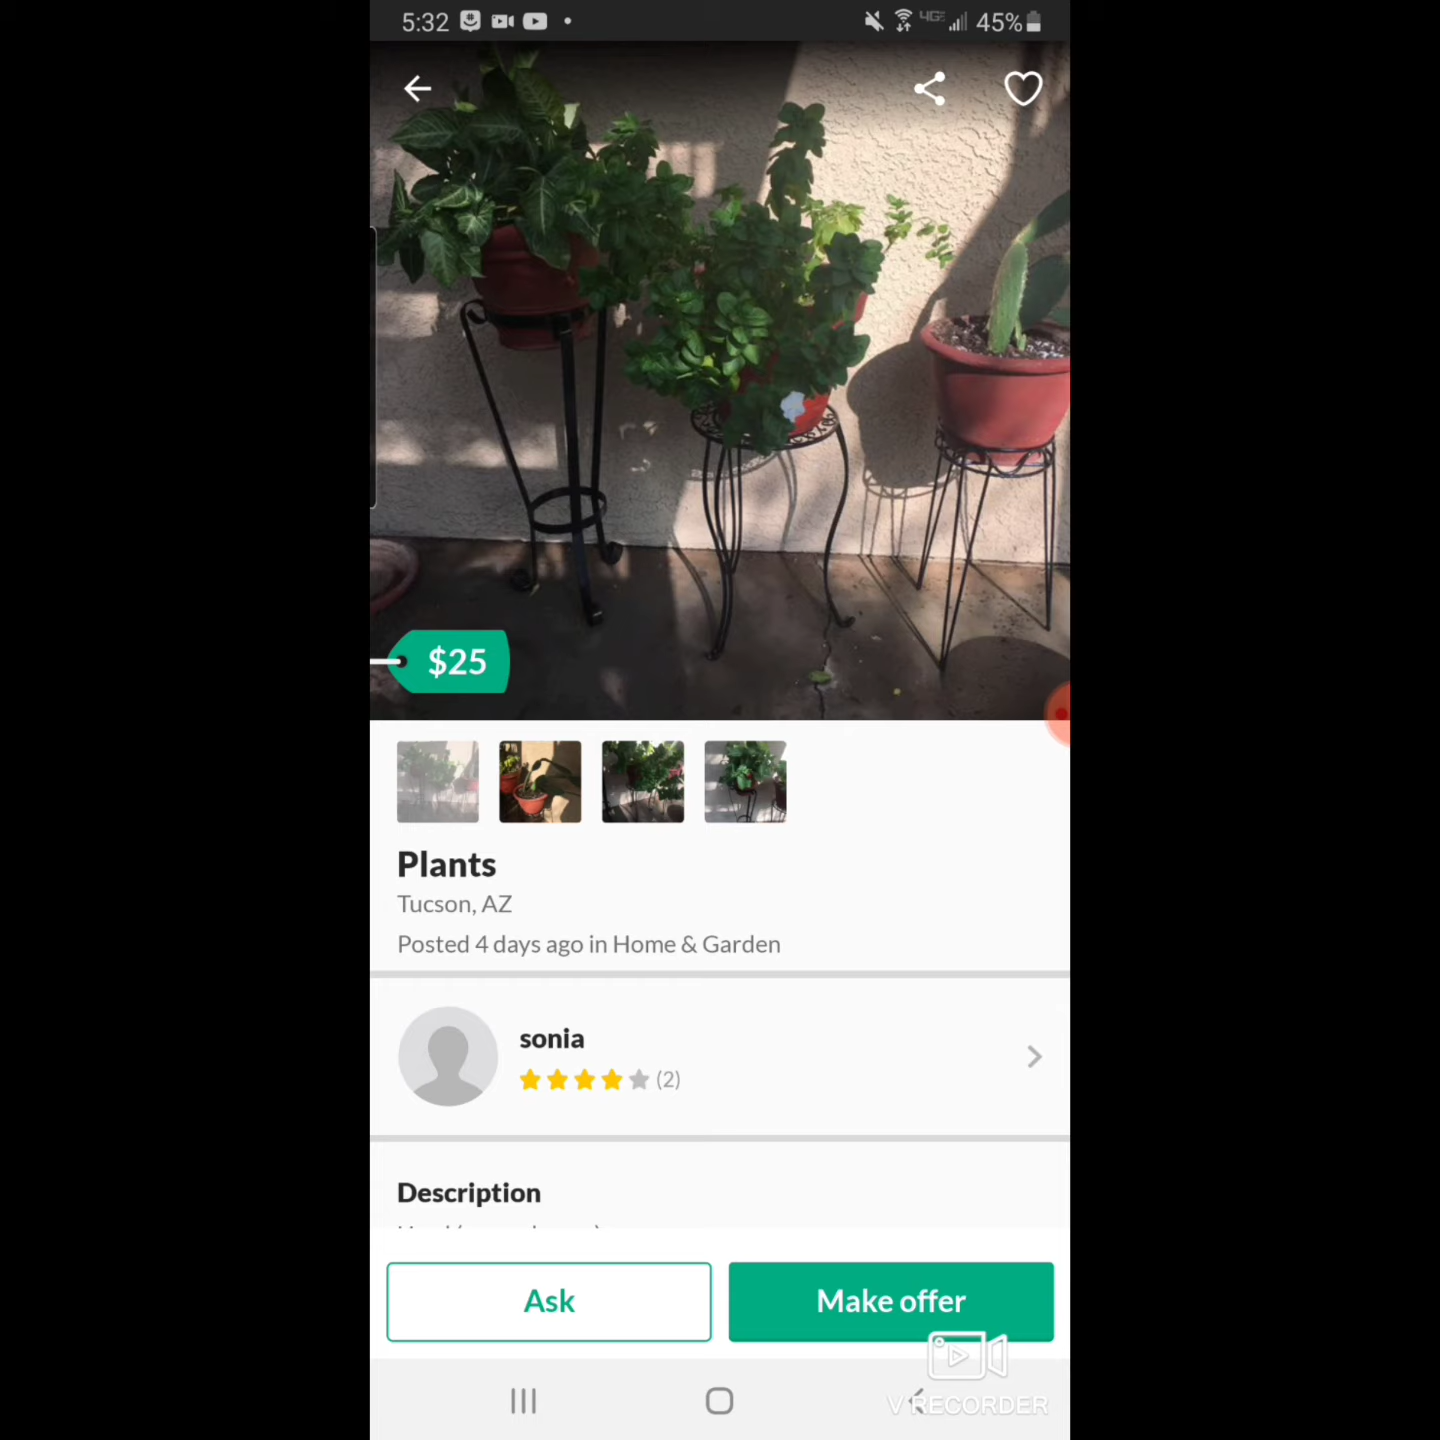 5:32
4GE
45%
$25
Plants
Tucson, AZ
Posted 4 days ago in Home & Garden
sonia
(2)
Description
Ask
Make offer
V RECORDER